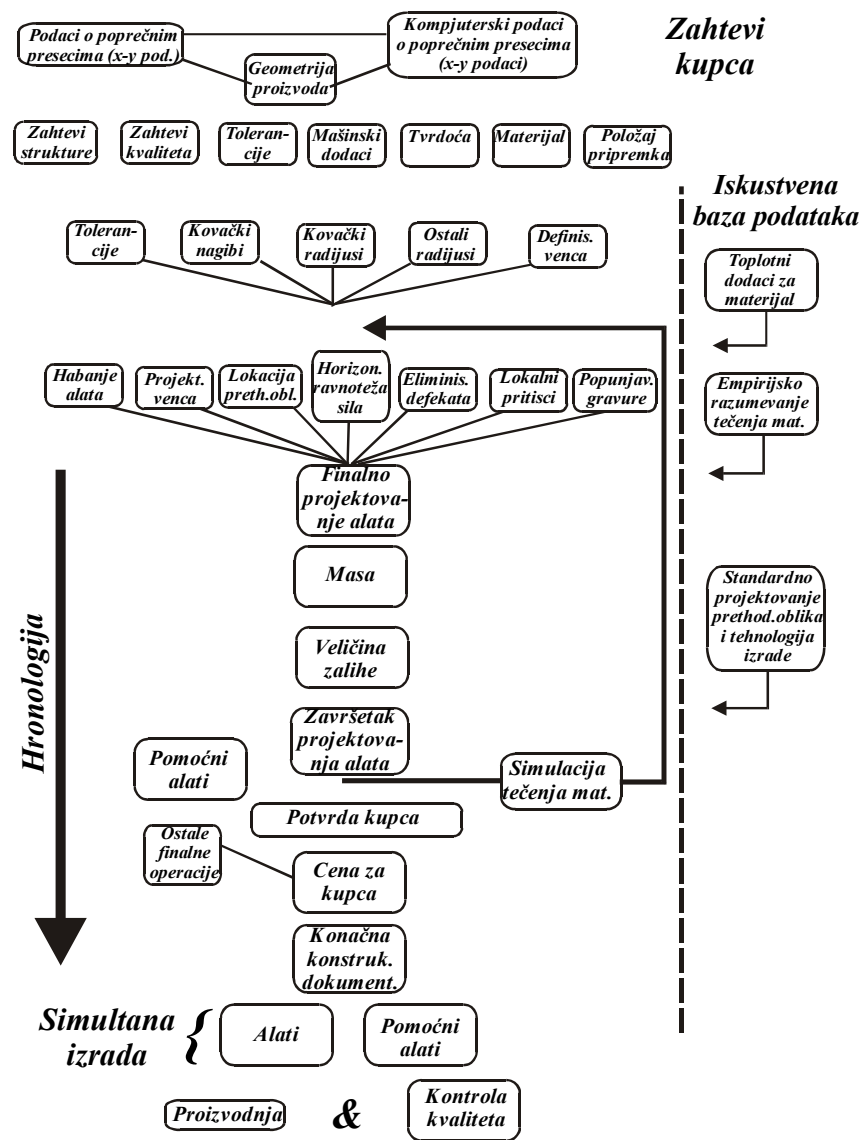 Podaci o poprečnim
presecima (x-y pod.)
Kompjuterski podaci
o poprečnim presecima
(x-y podaci)
Geometrija
proizvoda
Zahtevi
kupca
Zahtevi
strukture
Zahtevi
kvaliteta
Toleran-
cije
Mašinski
dodaci
Tvrdoća
Materijal
Položaj
pripremka
Iskustvena
baza podataka
Toleran-
cije
Kovački
nagibi
Kovački
radijusi
Ostali
radijusi
Definis.
venca
Toplotni
dodaci za
materijal
Habanje
alata
Projekt.
venca
Lokacija
preth.obl.
Horizon.
ravnoteža
sila
Eliminis.
defekata
Lokalni
pritisci
Popunjav.
gravure
Empirijsko
razumevanje
tečenja mat.
Finalno
projektova-
nje alata
Masa
Standardno
projektovanje
prethod.oblika
i tehnologija
izrade
Hronologija
Veličina
zalihe
Završetak
projektova-
nja alata
Pomoćni
alati
Simulacija
tečenja mat.
Potvrda kupca
Ostale
finalne
operacije
Cena za
kupca
Konačna
konstruk.
dokument.
Simultana
izrada
{
Alati
Pomoćni
alati
Proizvodnja
&
Kontrola
kvaliteta